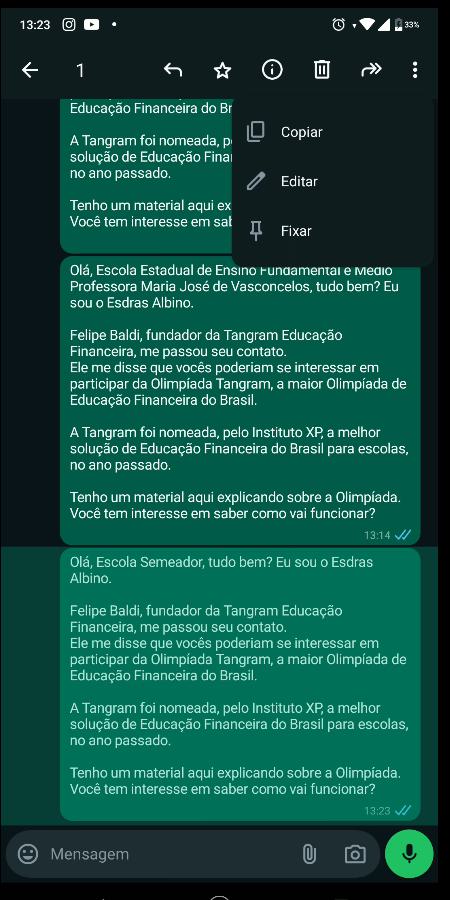 13:23
33%
1
Copiar
Editar
Fixar
Educação Financeira do Br
A Tangram foi nomeada, pe
solução de Educação Finan
no ano passado.
Tenho um material aqui ex
Você tem interesse em sab
Olá, Escola Estadual de Ensino Fundamental e Médio
Professora Maria José de Vasconcelos, tudo bem? Eu
sou o Esdras Albino.
Felipe Baldi, fundador da Tangram Educação
Financeira, me passou seu contato.
Ele me disse que vocês poderiam se interessar em
participar da Olimpíada Tangram, a maior Olimpíada de
Educação Financeira do Brasil.
A Tangram foi nomeada, pelo Instituto XP, a melhor
solução de Educação Financeira do Brasil para escolas,
no ano passado.
Tenho um material aqui explicando sobre a Olimpíada.
Você tem interesse em saber como vai funcionar?
13:14
Olá, Escola Semeador, tudo bem? Eu sou o Esdras
Albino.
Felipe Baldi, fundador da Tangram Educação
Financeira, me passou seu contato.
Ele me disse que vocês poderiam se interessar em
participar da Olimpíada Tangram, a maior Olimpíada de
Educação Financeira do Brasil.
A Tangram foi nomeada, pelo Instituto XP, a melhor
solução de Educação Financeira do Brasil para escolas,
no ano passado.
Tenho um material aqui explicando sobre a Olimpíada.
Você tem interesse em saber como vai funcionar?
13:23
Mensagem